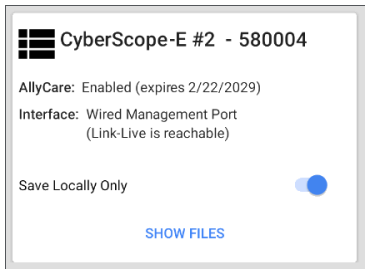 CyberScope-E #2 - 580004
AllyCare: Enabled (expires 2/22/2029)
Interface: Wired Management Port
(Link-Live is reachable)
Save Locally Only
SHOW FILES